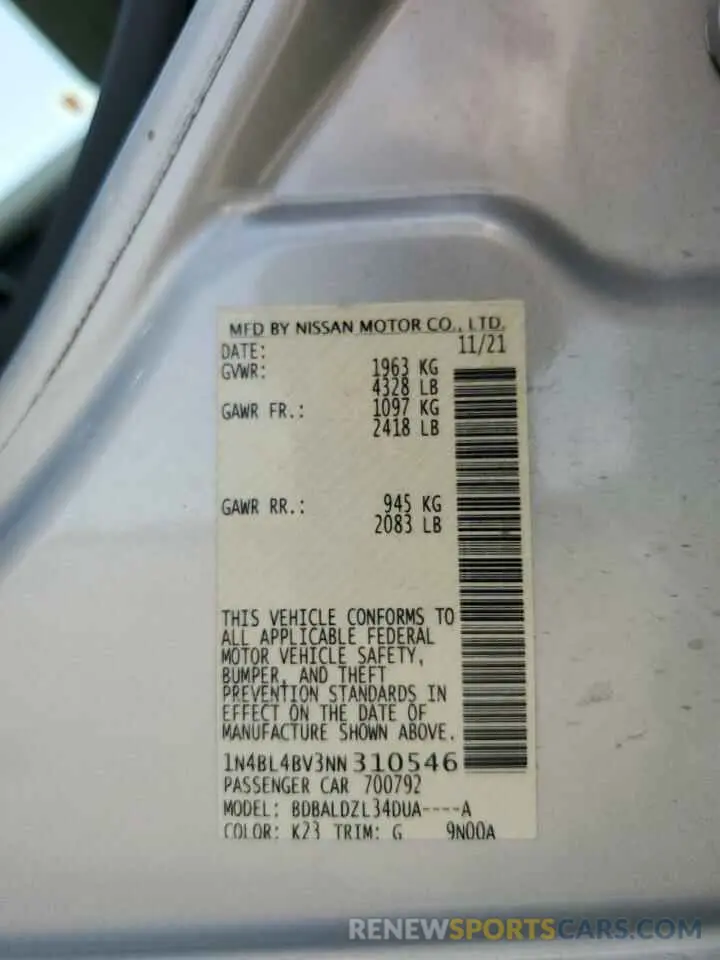 MFD BY NISSAN MOTOR CO., LTD.
DATE: 11/21
GVWR: 1963 KG
4328 LB
GAWR FR.: 1097 KG
2418 LB
GAWR RR.: 945 KG
2083 LB
THIS VEHICLE CONFORMS TO
ALL APPLICABLE FEDERAL
MOTOR VEHICLE SAFETY,
BUMPER, AND THEFT
PREVENTION STANDARDS IN
EFFECT ON THE DATE OF
MANUFACTURE SHOWN ABOVE.
1N4BL4BV3NN310546
PASSENGER CAR 700792
MODEL: BDBALDZL34DUA----A
COLOR: K23 TRIM: G 9N00A
RENEWSPORTSCARS.COM